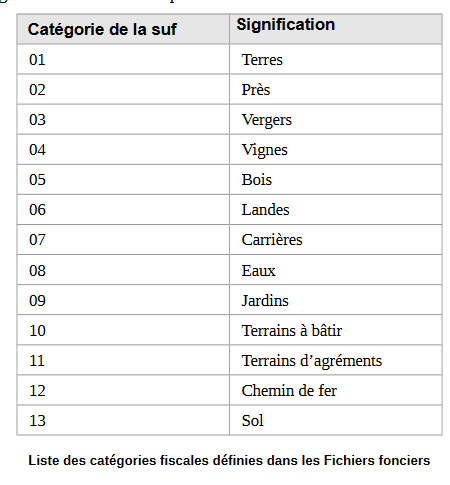 Catégorie de la suf Signification
01 Terres
02 Près
03 Vergers
04 Vignes
05 Bois
06 Landes
07 Carrières
08 Eaux
09 Jardins
10 Terrains à bâtir
11 Terrains d’agréments
12 Chemin de fer
13 Sol
Liste des catégories fiscales définies dans les Fichiers fonciers